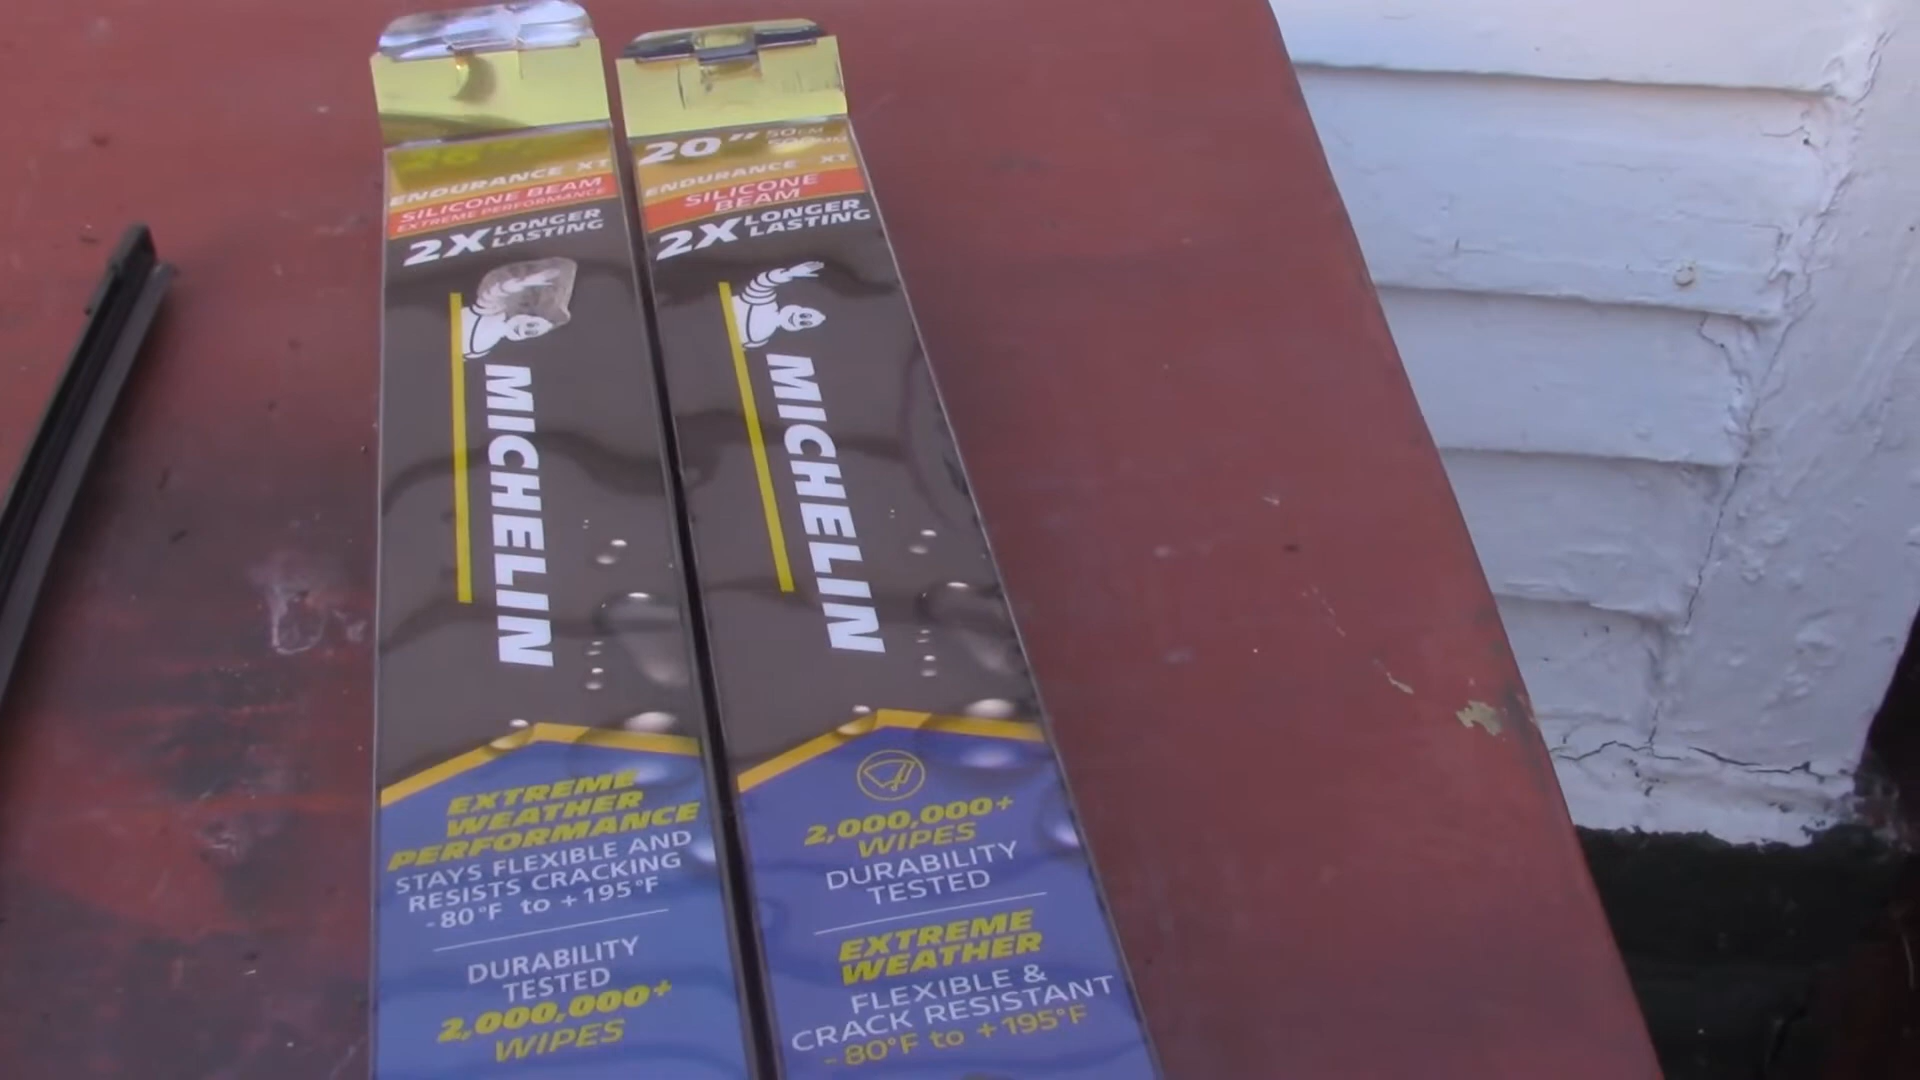 ENDURANCE XT
SILICONE BEAM
EXTREME PERFORMANCE
2X LONGER
LASTING
MICHELIN
EXTREME
WEATHER
PERFORMANCE
STAYS FLEXIBLE AND
RESISTS CRACKING
-80°F to +195°F
DURABILITY
TESTED
2,000,000+
WIPES
20" 50CM
500MM
ENDURANCE XT
SILICONE
BEAM
2X LONGER
LASTING
MICHELIN
2,000,000+
WIPES
DURABILITY
TESTED
EXTREME
WEATHER
FLEXIBLE &
CRACK RESISTANT
-80°F to +195°F